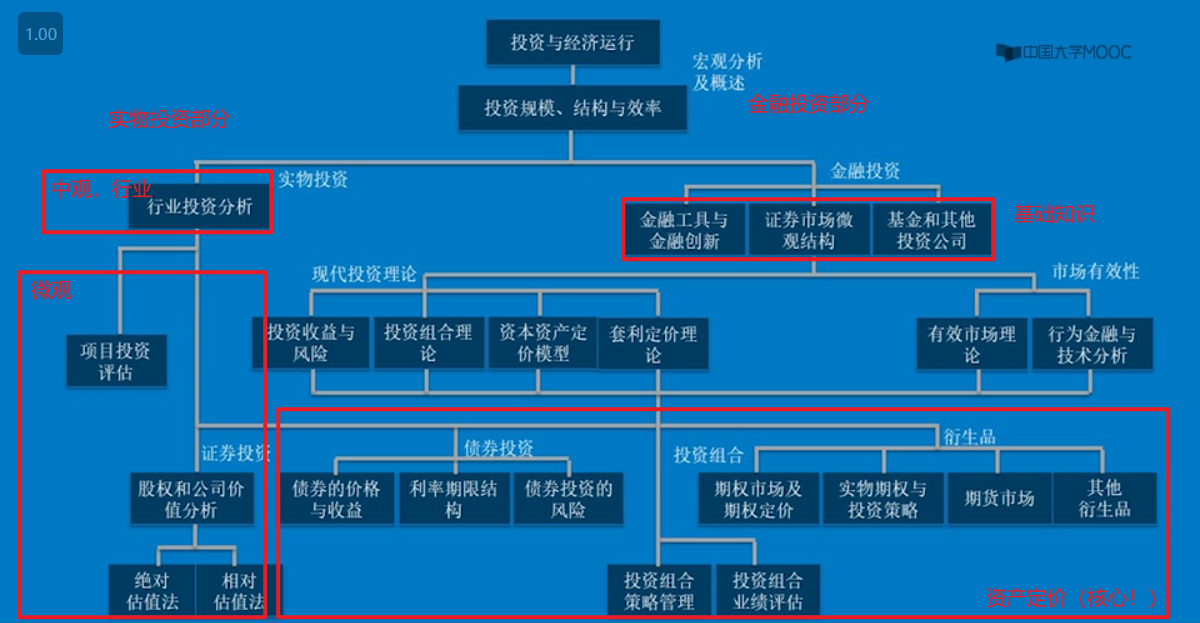 1.00
投资与经济运行
中国大学MOOC
宏观分析
及概述
投资规模、结构与效率
实物投资部分
金融投资部分
实物投资
金融投资
中观，行业
行业投资分析
金融工具与
金融创新
证券市场微
观结构
基金和其他
投资公司
基础知识
现代投资理论
市场有效性
微观
投资收益与
风险
投资组合理
论
资本资产定
价模型
套利定价理
论
有效市场理
论
行为金融与
技术分析
项目投资
评估
证券投资
债券投资
投资组合
衍生品
股权和公司价
值分析
债券的价格
与收益
利率期限结
构
债券投资的
风险
期权市场及
期权定价
实物期权与
投资策略
期货市场
其他
衍生品
绝对
估值法
相对
估值法
投资组合
策略管理
投资组合
业绩评估
资产定价（核心！）